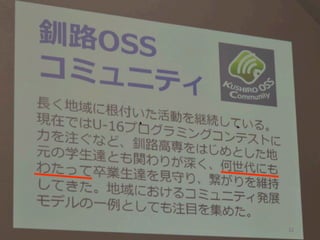 釧路OSS
コミュニティ
KUSHIRO OSS
Community
長く地域に根付いた活動を継続している。
現在ではU-16プログラミングコンテストに
力を注ぐなど、釧路高専をはじめとした地
元の学生達とも関わりが深く、何世代にも
わたって卒業生達を見守り、繋がりを維持
してきた。地域におけるコミュニティ発展
モデルの一例としても注目を集めた。